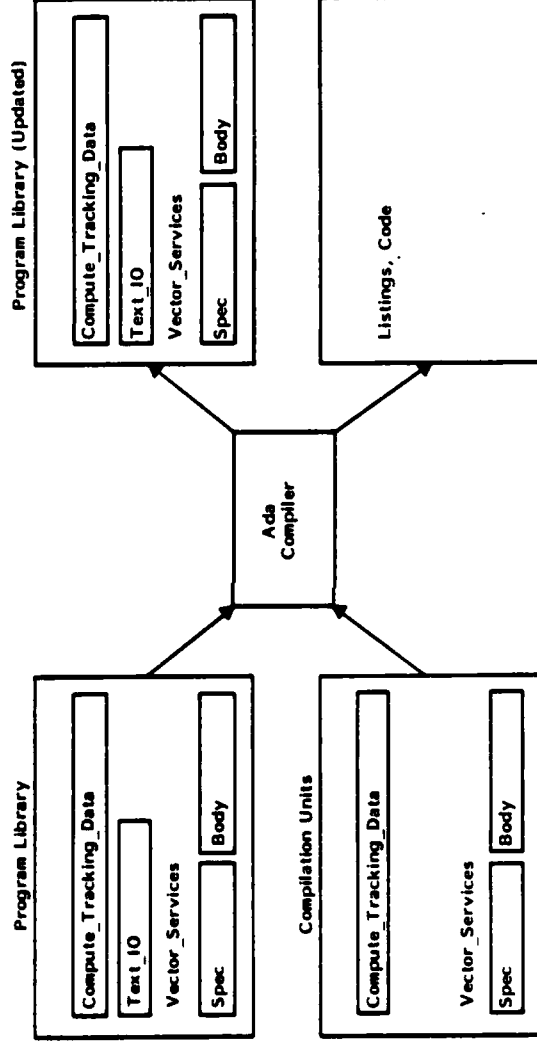 Program Library
Compute_Tracking_Data
Text_IO
Vector_Services
Spec
Body
Compilation Units
Compute_Tracking_Data
Vector_Services
Spec
Body
Ada
Compiler
Program Library (Updated)
Compute_Tracking_Data
Text_IO
Vector_Services
Spec
Body
Listings, Code